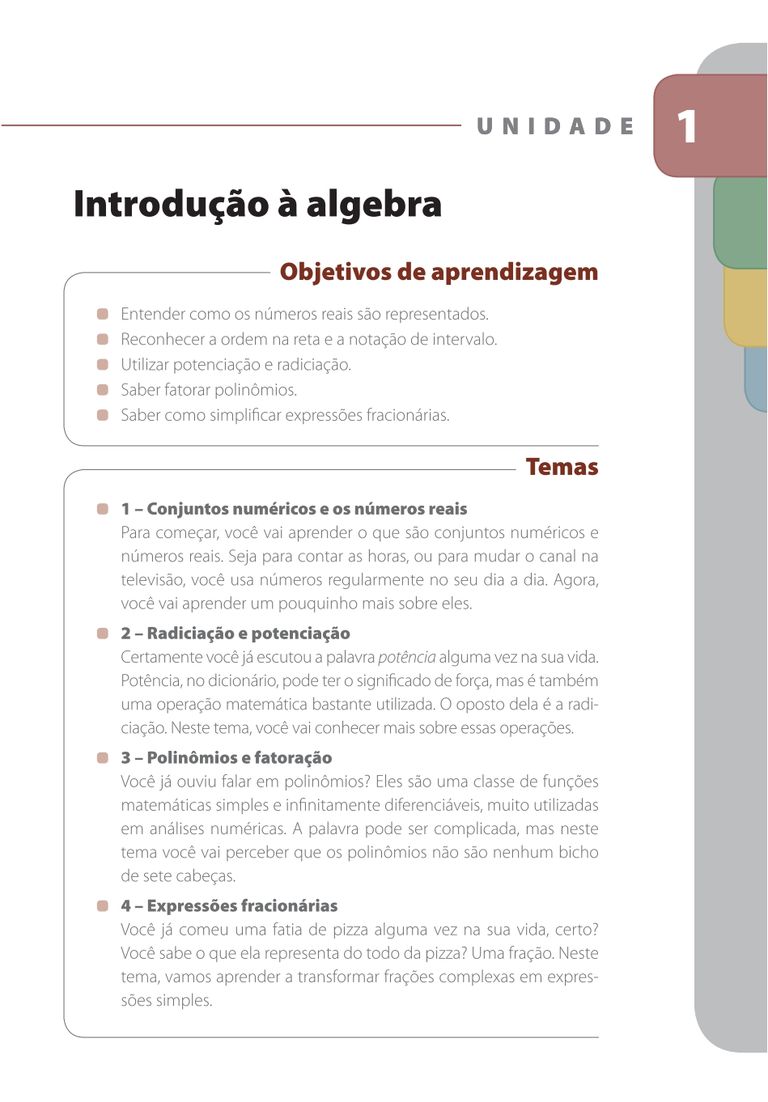 UNIDADE 1
Introdução à algebra
Objetivos de aprendizagem
Entender como os números reais são representados.
Reconhecer a ordem na reta e a notação de intervalo.
Utilizar potenciação e radiciação.
Saber fatorar polinômios.
Saber como simplificar expressões fracionárias.
Temas
1 – Conjuntos numéricos e os números reais
Para começar, você vai aprender o que são conjuntos numéricos e
números reais. Seja para contar as horas, ou para mudar o canal na
televisão, você usa números regularmente no seu dia a dia. Agora,
você vai aprender um pouquinho mais sobre eles.
2 – Radiciação e potenciação
Certamente você já escutou a palavra potência alguma vez na sua vida.
Potência, no dicionário, pode ter o significado de força, mas é também
uma operação matemática bastante utilizada. O oposto dela é a radi-
ciação. Neste tema, você vai conhecer mais sobre essas operações.
3 – Polinômios e fatoração
Você já ouviu falar em polinômios? Eles são uma classe de funções
matemáticas simples e infinitamente diferenciáveis, muito utilizadas
em análises numéricas. A palavra pode ser complicada, mas neste
tema você vai perceber que os polinômios não são nenhum bicho
de sete cabeças.
4 – Expressões fracionárias
Você já comeu uma fatia de pizza alguma vez na sua vida, certo?
Você sabe o que ela representa do todo da pizza? Uma fração. Neste
tema, vamos aprender a transformar frações complexas em expres-
sões simples.